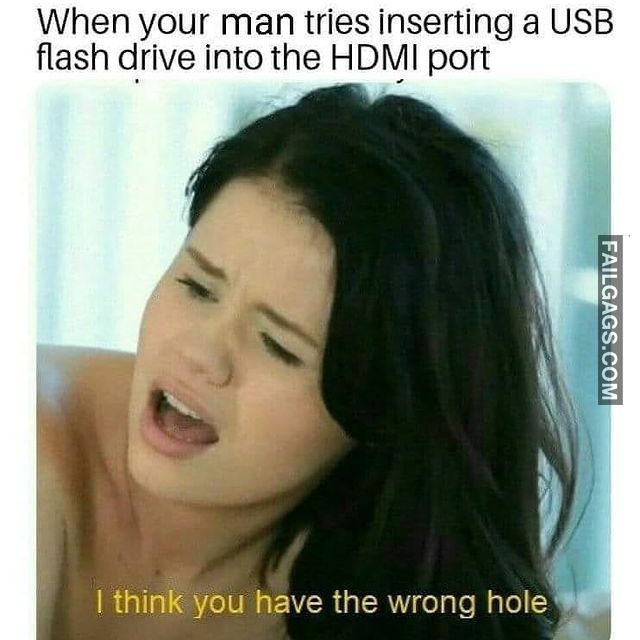 When your man tries inserting a USB
flash drive into the HDMI port
FAILGAGS.COM
I think you have the wrong hole